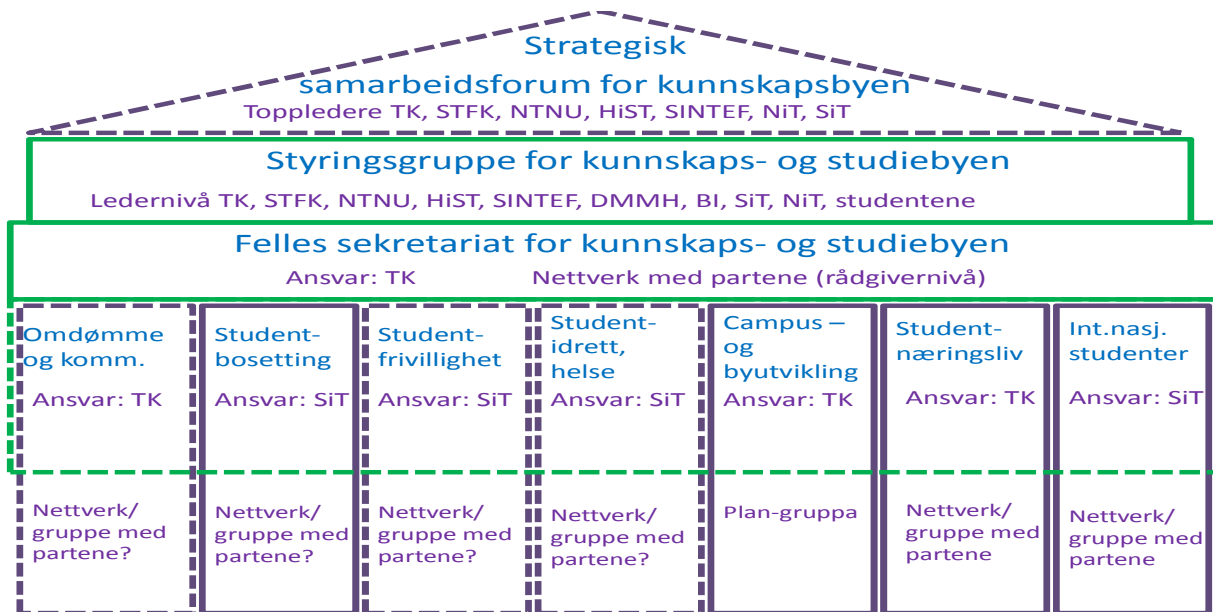 Strategisk
samarbeidsforum for kunnskapsbyen
Toppledere TK, STFK, NTNU, HiST, SINTEF, NiT, SiT
Styringsgruppe for kunnskaps- og studiebyen
Ledernivå TK, STFK, NTNU, HiST, SINTEF, DMMH, BI, SiT, NiT, studentene
Felles sekretariat for kunnskaps- og studiebyen
Ansvar: TK Nettverk med partene (rådgivernivå)
Omdømme
og komm.
Ansvar: TK
Nettverk/
gruppe med
partene?
Student-
bosetting
Ansvar: SiT
Nettverk/
gruppe med
partene?
Student-
frivillighet
Ansvar: SiT
Nettverk/
gruppe med
partene?
Student-
idrett,
helse
Ansvar: SiT
Nettverk/
gruppe med
partene?
Campus –
og
byutvikling
Ansvar: TK
Plan-gruppa
Student-
næringsliv
Ansvar: TK
Nettverk/
gruppe med
partene
Int.nasj.
studenter
Ansvar: SiT
Nettverk/
gruppe med
partene